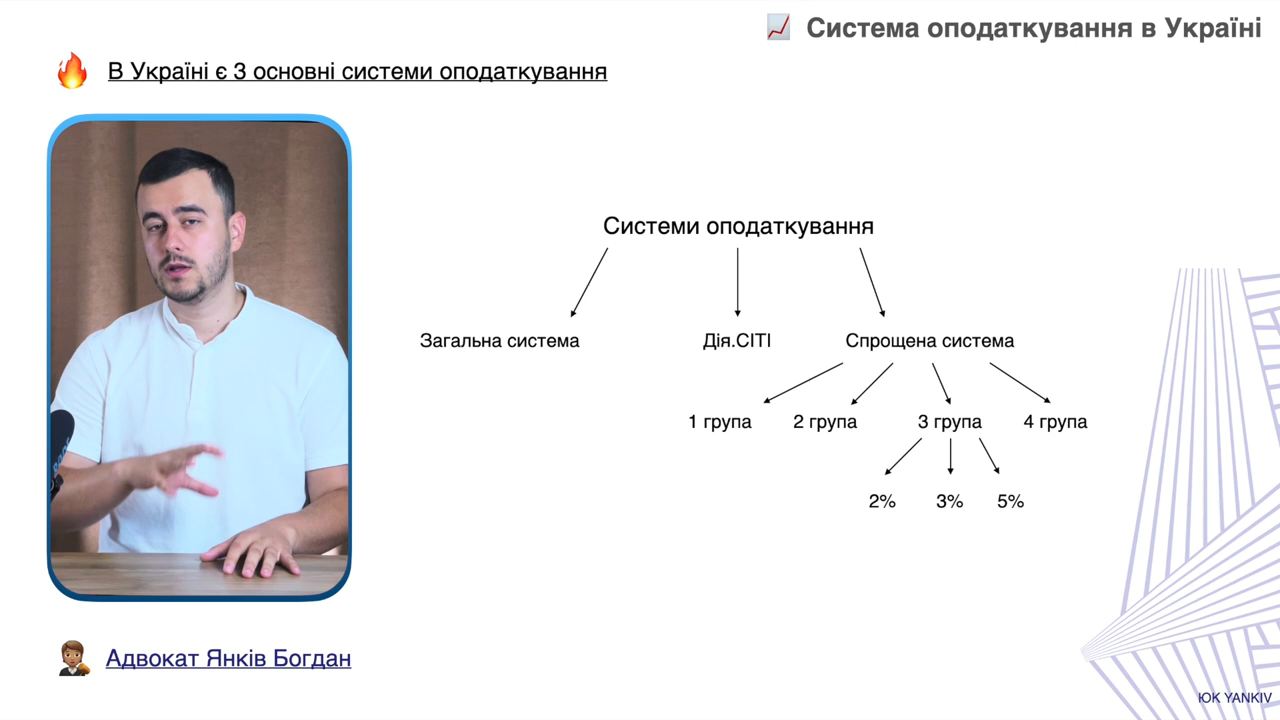 Система оподаткування в Україні
В Україні є 3 основні системи оподаткування
Системи оподаткування
Загальна система Дія.СІТІ Спрощена система
1 група 2 група 3 група 4 група
2% 3% 5%
Адвокат Янків Богдан
ЮК YANKIV